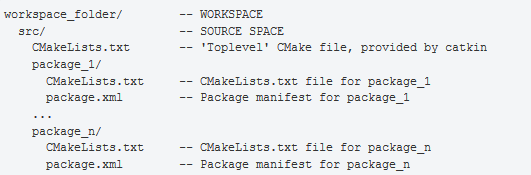 workspace_folder/ -- WORKSPACE
src/ -- SOURCE SPACE
CMakeLists.txt -- 'Toplevel' CMake file, provided by catkin
package_1/
CMakeLists.txt -- CMakeLists.txt file for package_1
package.xml -- Package manifest for package_1
...
package_n/
CMakeLists.txt -- CMakeLists.txt file for package_n
package.xml -- Package manifest for package_n